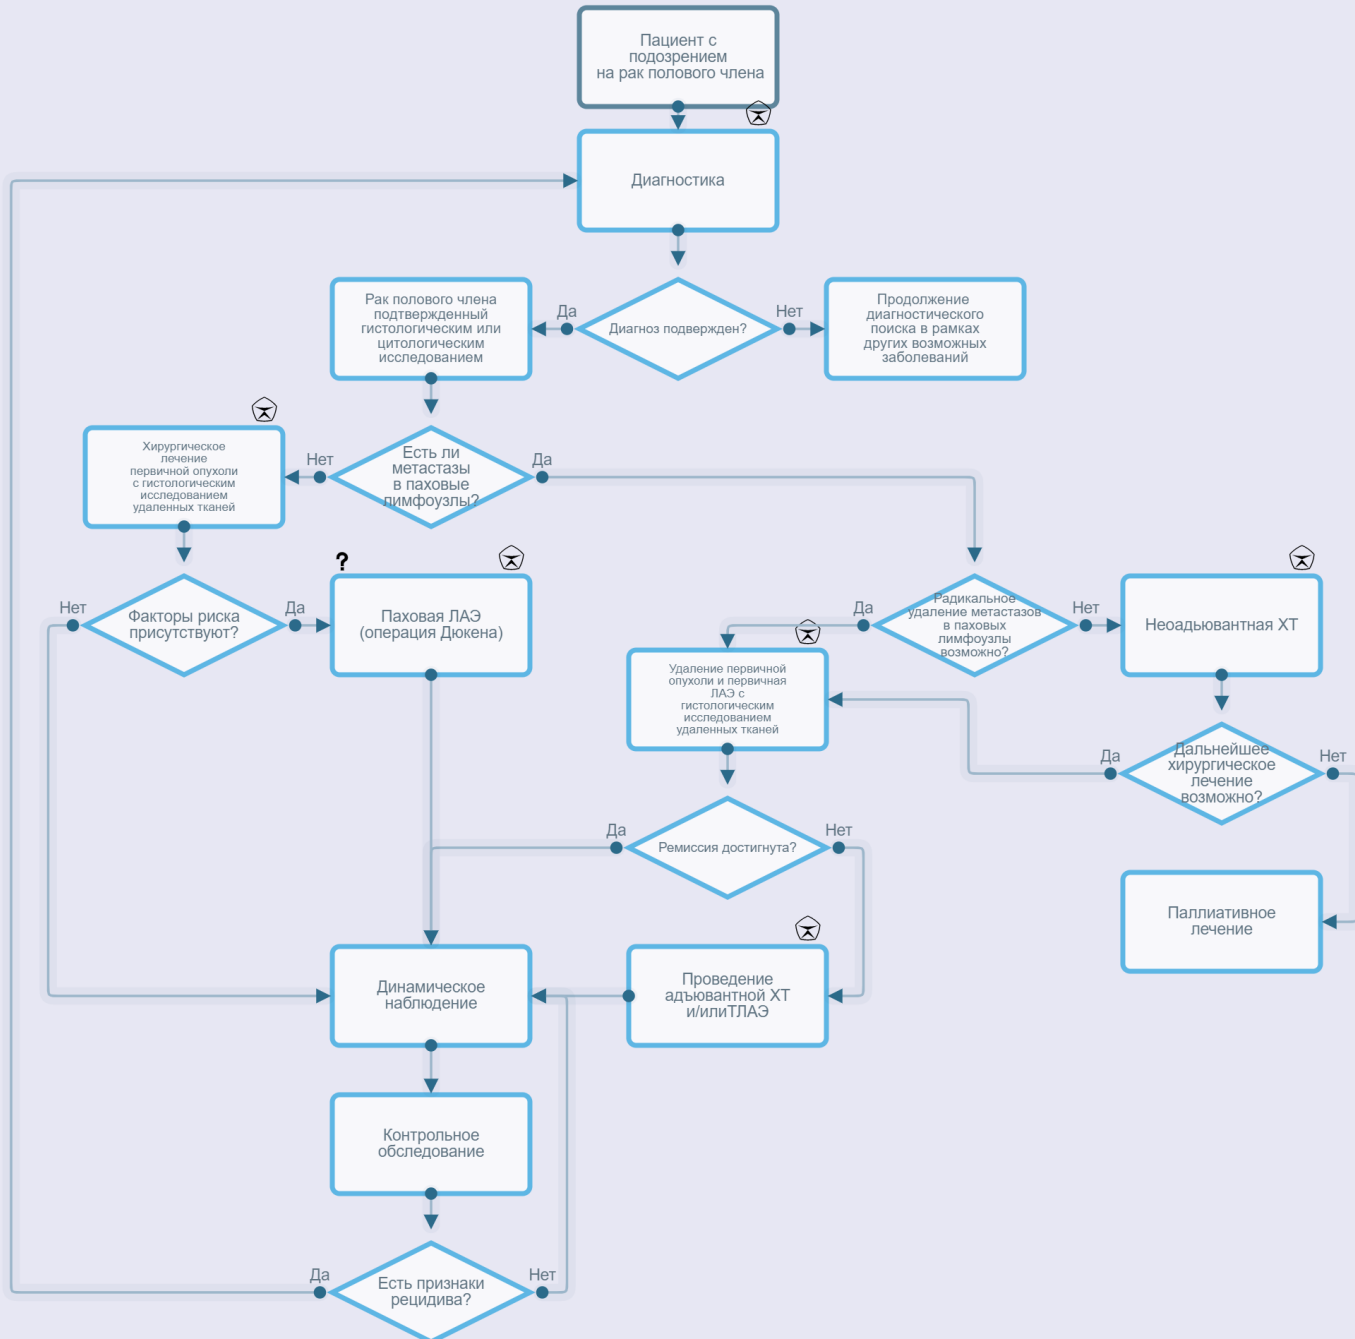 Пациент с
подозрением
на рак полового члена
Диагностика
Рак полового члена
подтвержденный
гистологическим или
цитологическим
исследованием
Да
Диагноз подтвержден?
Нет
Продолжение
диагностического
поиска в рамках
других возможных
заболеваний
Хирургическое
лечение
первичной опухоли
с гистологическим
исследованием
удаленных тканей
Нет
Есть ли
метастазы
в паховые
лимфоузлы?
Да
Нет
Факторы риска
присутствуют?
Да
?
Паховая ЛАЭ
(операция Дюкена)
Да
Радикальное
удаление метастазов
в паховых
лимфоузлы
возможно?
Нет
Неоадьювантная ХТ
Удаление первичной
опухоли и первичная
ЛАЭ с
гистологическим
исследованием
удаленных тканей
Да
Дальнейшее
хирургическое
лечение
возможно?
Нет
Да
Ремиссия достигнута?
Нет
Паллиативное
лечение
Динамическое
наблюдение
Проведение
адъювантной ХТ
и/илиТЛАЭ
Контрольное
обследование
Да
Есть признаки
рецидива?
Нет